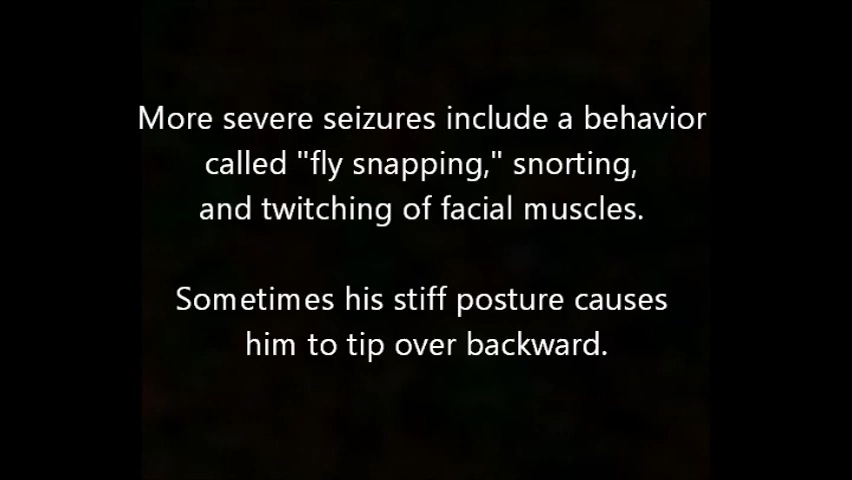 More severe seizures include a behavior
called "fly snapping," snorting,
and twitching of facial muscles.
Sometimes his stiff posture causes
him to tip over backward.